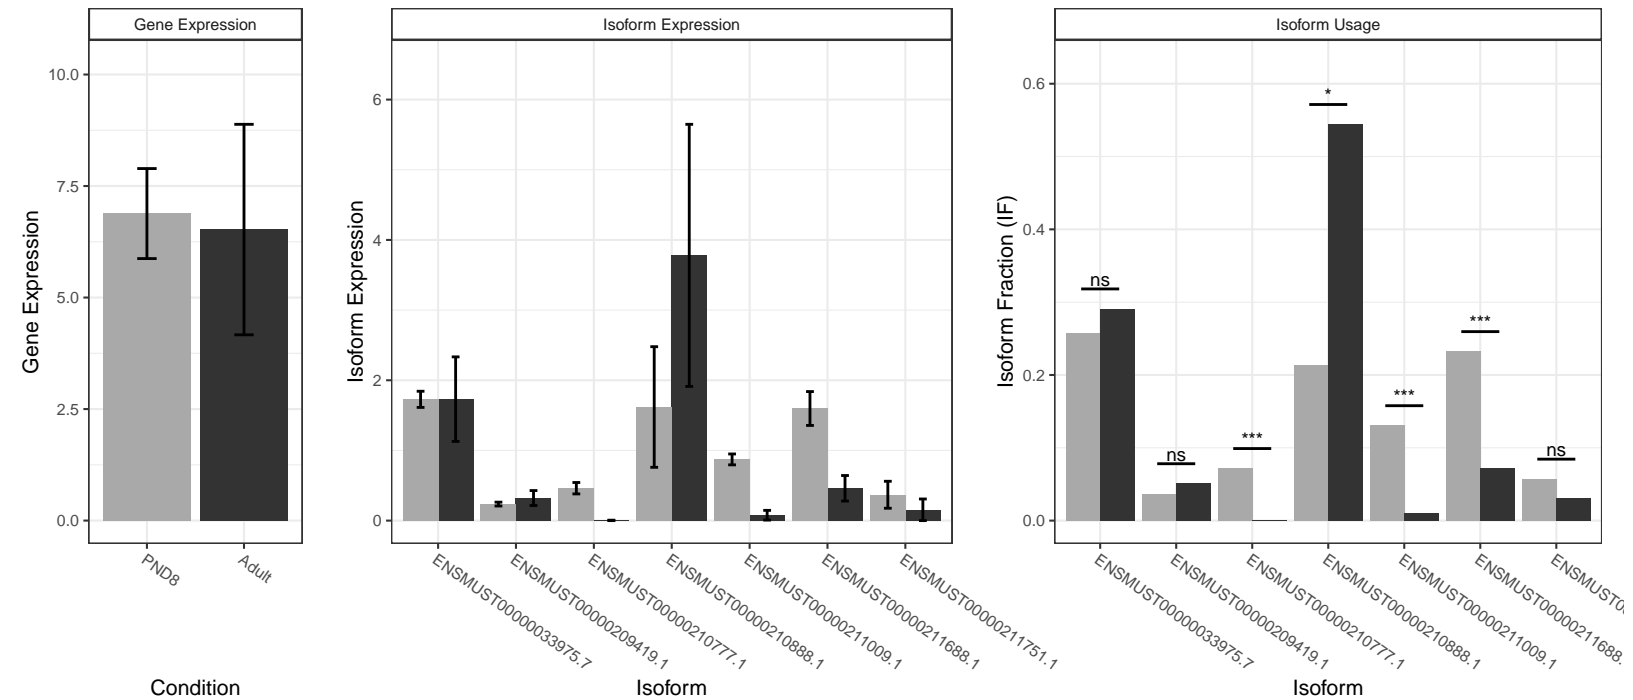 Gene Expression
Gene Expression
10.0
7.5
5.0
2.5
0.0
PND8
Adult
Condition
Isoform Expression
Isoform Expression
6
4
2
0
ENSMUST00000033975.7
ENSMUST00000209419.1
ENSMUST00000210777.1
ENSMUST00000210888.1
ENSMUST00000211009.1
ENSMUST00000211688.1
ENSMUST00000211751.1
Isoform
Isoform Usage
Isoform Fraction (IF)
0.6
0.4
0.2
0.0
ns
ns
***
*
***
***
ns
ENSMUST00000033975.7
ENSMUST00000209419.1
ENSMUST00000210777.1
ENSMUST00000210888.1
ENSMUST00000211009.1
ENSMUST00000211688.
ENSMUST0
Isoform